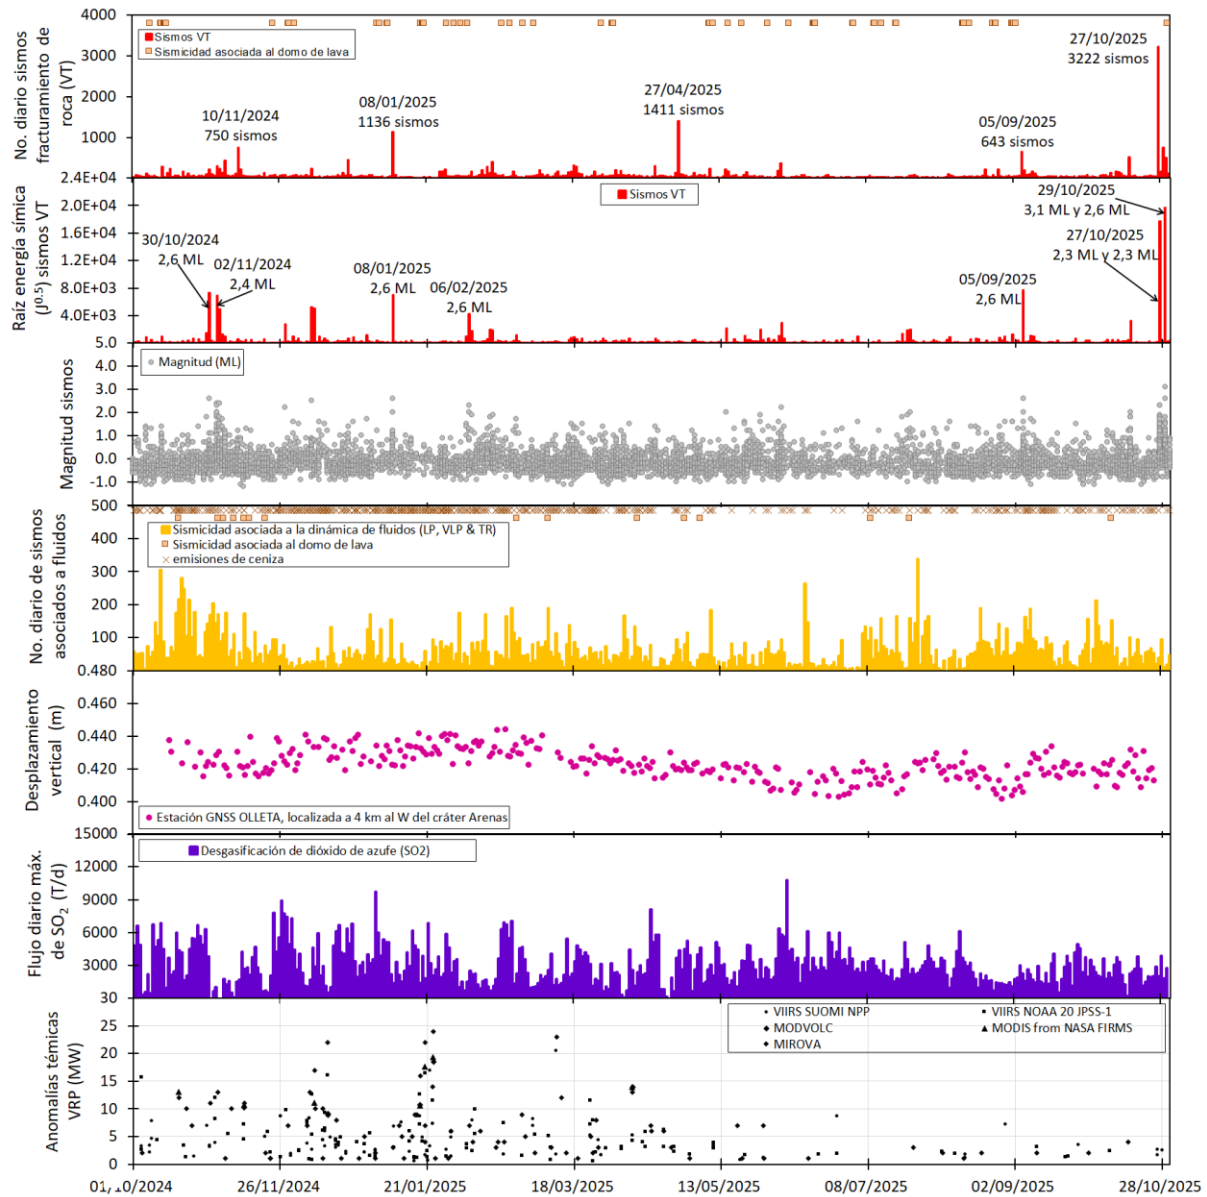 No. diario sismos
fracturamiento de
roca (VT)
4000
3000
2000
1000
Sismos VT
Sismicidad asociada al domo de lava
10/11/2024
750 sismos
08/01/2025
1136 sismos
27/04/2025
1411 sismos
05/09/2025
643 sismos
27/10/2025
3222 sismos
Raíz energía símica
(J0.5) sismos VT
2.4E+04
2.0E+04
1.6E+04
1.2E+04
8.0E+03
4.0E+03
Sismos VT
30/10/2024
2,6 ML
02/11/2024
2,4 ML
08/01/2025
2,6 ML
06/02/2025
2,6 ML
05/09/2025
2,6 ML
29/10/2025
3,1 ML y 2,6 ML
27/10/2025
2,3 ML y 2,3 ML
Magnitud sismos
5.0
4.0
3.0
2.0
1.0
0.0
-1.0
Magnitud (ML)
No. diario de sismos
asociados a fluidos
500
400
300
200
100
Sismicidad asociada a la dinámica de fluidos (LP, VLP & TR)
Sismicidad asociada al domo de lava
emisiones de ceniza
Desplazamiento
vertical (m)
0.480
0.460
0.440
0.420
0.400
Estación GNSS OLLETA, localizada a 4 km al W del cráter Arenas
Flujo diario máx.
de SO2 (T/d)
15000
12000
9000
6000
3000
Desgasificación de dióxido de azufe (SO2)
Anomalías témicas
VRP (MW)
30
25
20
15
10
5
0
VIIRS SUOMI NPP
VIIRS NOAA 20 JPSS-1
MODVOLC
MODIS from NASA FIRMS
MIROVA
01/10/2024
26/11/2024
21/01/2025
18/03/2025
13/05/2025
08/07/2025
02/09/2025
28/10/2025